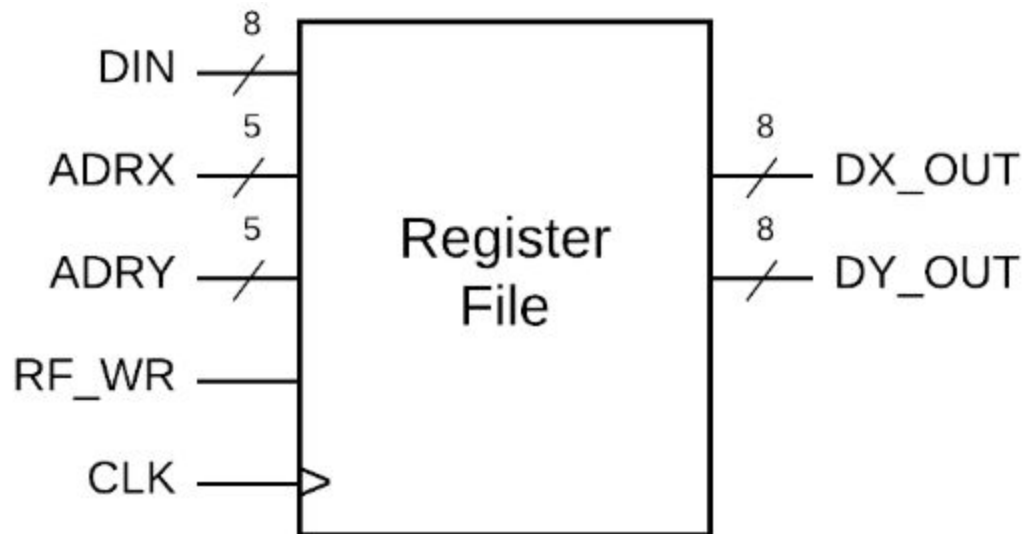 8
DIN
5
ADRX
8
DX_OUT
5
ADRY
8
DY_OUT
Register
File
RF_WR
CLK